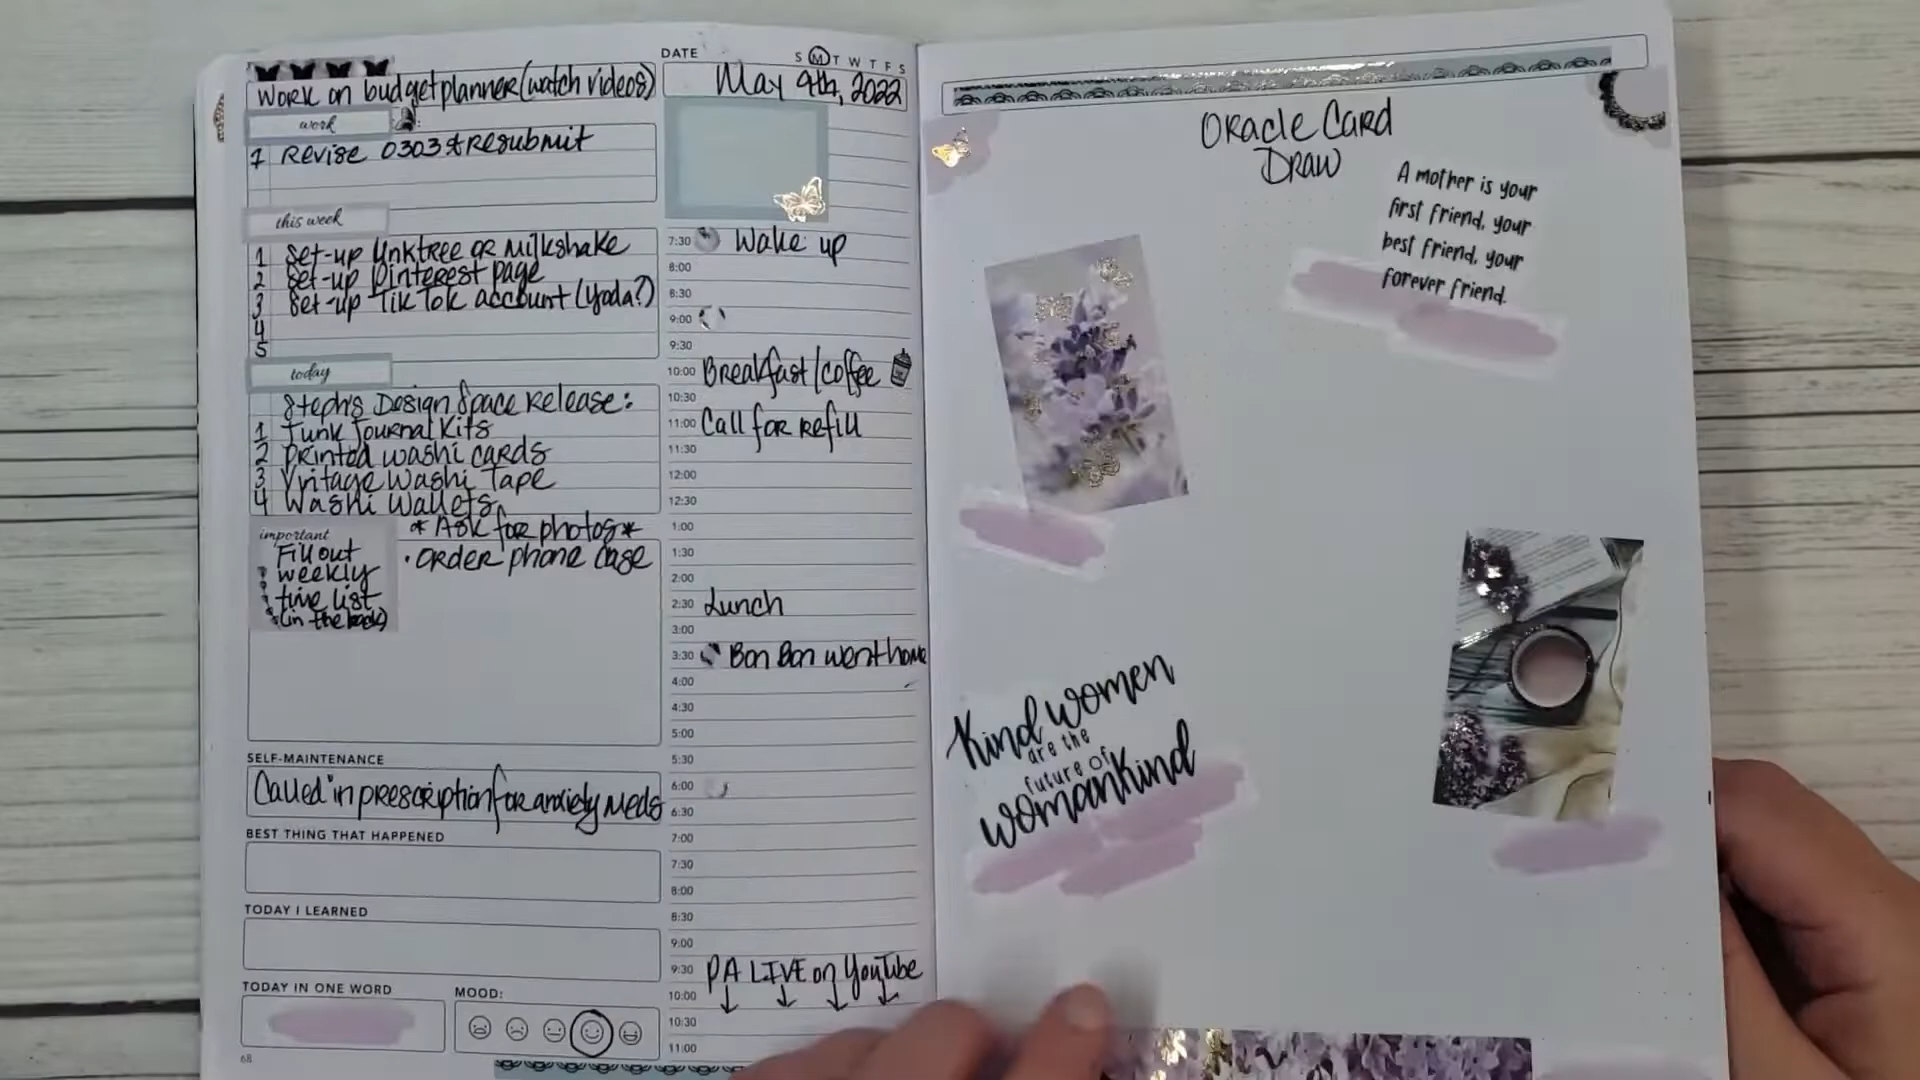 Work on budget planner (watch videos)
work
1 Revise 0303 & Resubmit
this week
1 Set-up Linktree or Milkshake
2 Set-up Pinterest page
3 Set-up TikTok account (Yoda?)
4
5
today
Steph's Design Space Release:
1 Junk Journal Kits
2 Printed washi cards
3 Vintage Washi Tape
4 Washi Wallets
* Ask for photos *
important
Fill out
weekly
time list
(in the back)
• Order phone case
SELF-MAINTENANCE
Called in prescription for anxiety meds
BEST THING THAT HAPPENED
TODAY I LEARNED
TODAY IN ONE WORD
MOOD:
68
DATE
S M T W T F S
May 9th, 2022
7:30 Wake up
8:00
8:30
9:00
9:30
10:00 Breakfast/coffee
10:30
11:00 Call for refill
11:30
12:00
12:30
1:00
1:30
2:00
2:30 Lunch
3:00
3:30 Bon Bon went home
4:00
4:30
5:00
5:30
6:00
6:30
7:00
7:30
8:00
8:30
9:00
9:30 PA LIVE on YouTube
10:00
10:30
11:00
Oracle Card
Draw
A mother is your
first friend, your
best friend, your
forever friend.
Kind women
are the
future of
womankind